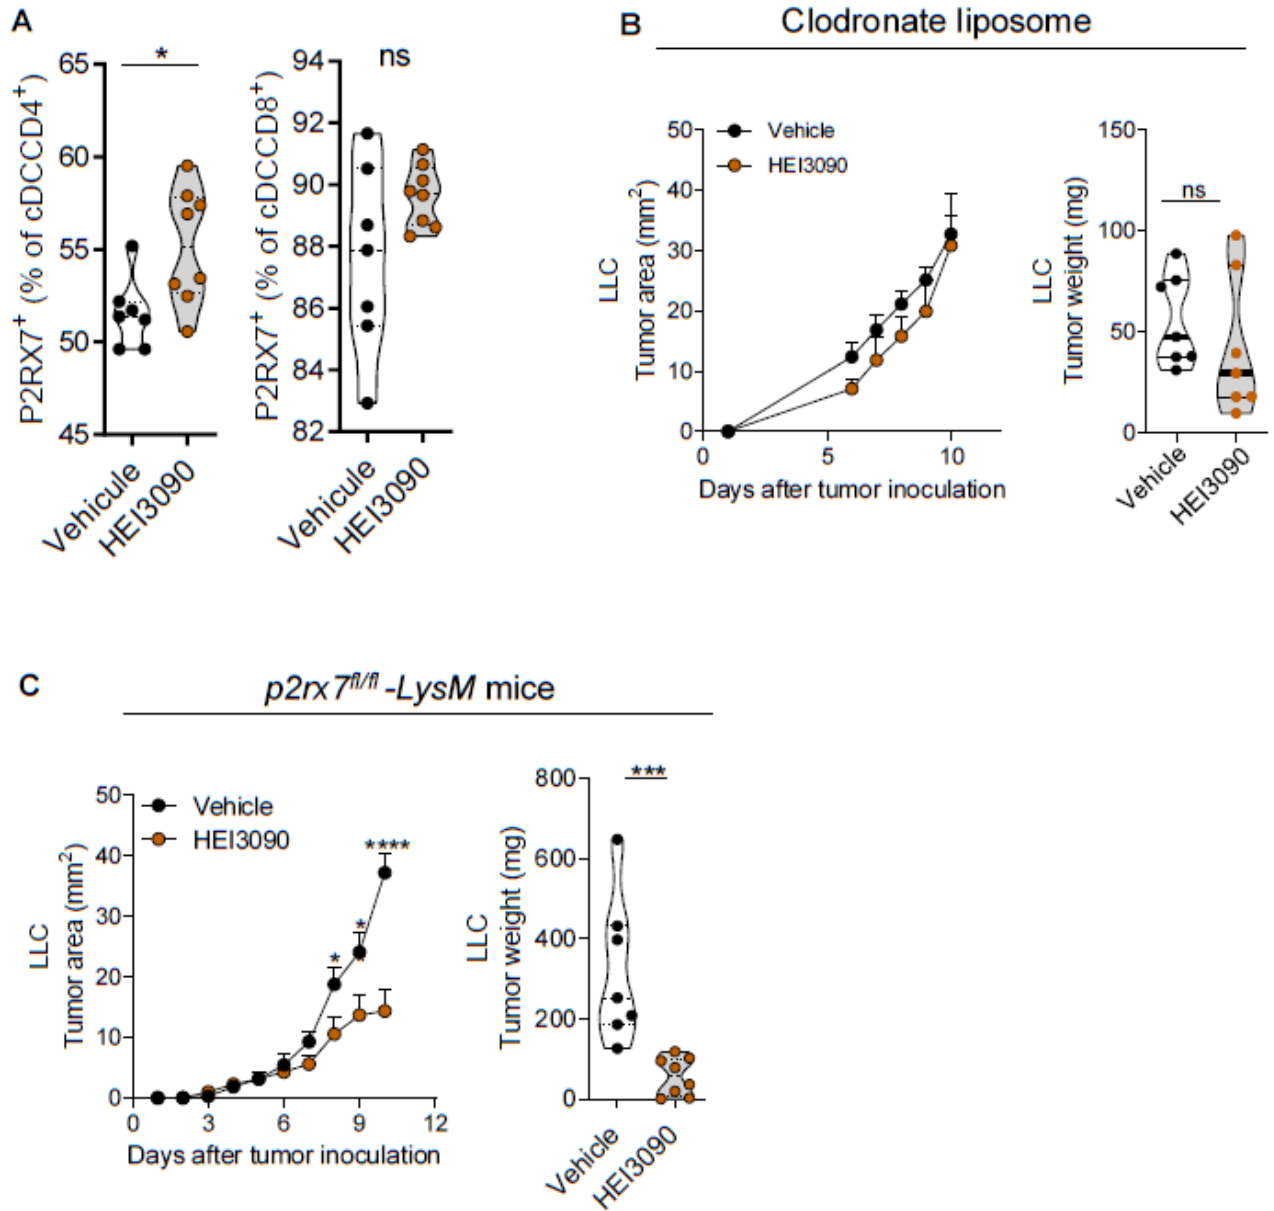 A
P2RX7+ (% of cDCCD4+)
65
60
55
50
45
*
Vehicule
HEI3090
P2RX7+ (% of cDCCD8+)
94
92
90
88
86
84
82
ns
Vehicule
HEI3090
B
Clodronate liposome
LLC
Tumor area (mm2)
50
40
30
20
10
0
Vehicle
HEI3090
0 5 10
Days after tumor inoculation
LLC
Tumor weight (mg)
150
100
50
0
ns
Vehicle
HEI3090
C
p2rx7fl/fl -LysM mice
LLC
Tumor area (mm2)
50
40
30
20
10
0
Vehicle
HEI3090
*
*
****
0 3 6 9 12
Days after tumor inoculation
LLC
Tumor weight (mg)
800
600
400
200
0
***
Vehicle
HEI3090